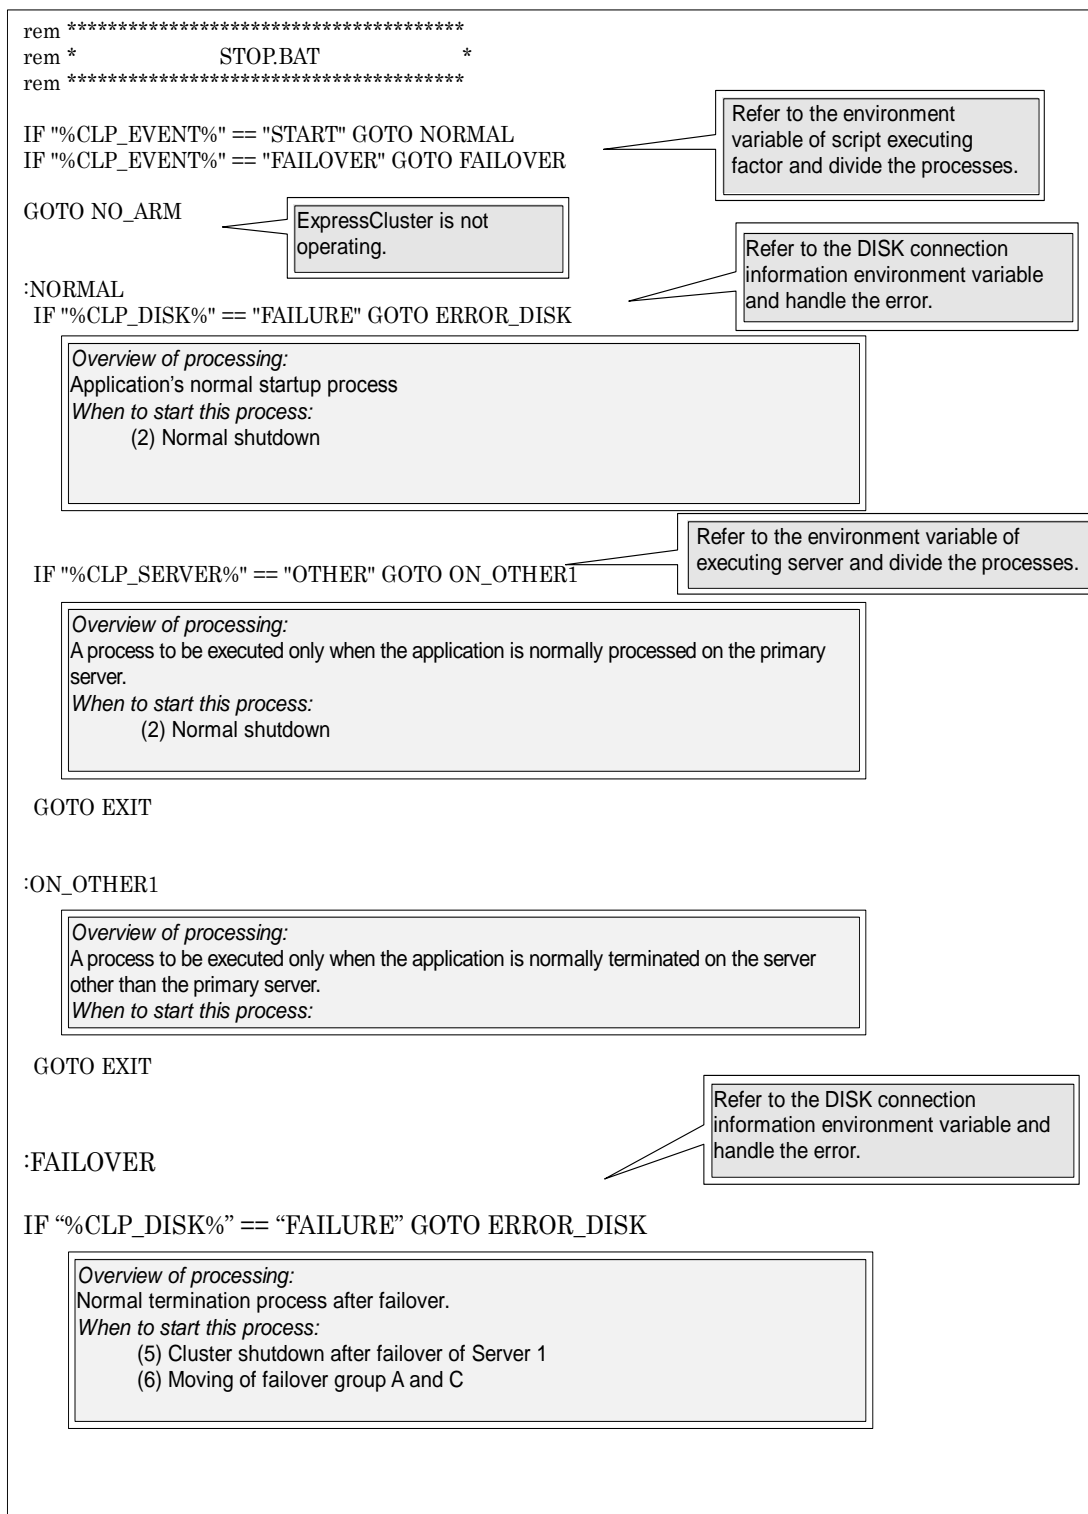 rem ***************************************
rem * STOP.BAT *
rem ***************************************
IF "%CLP_EVENT%" == "START" GOTO NORMAL
IF "%CLP_EVENT%" == "FAILOVER" GOTO FAILOVER
Refer to the environment
variable of script executing
factor and divide the processes.
GOTO NO_ARM
ExpressCluster is not
operating.
Refer to the DISK connection
information environment variable
and handle the error.
:NORMAL
IF "%CLP_DISK%" == "FAILURE" GOTO ERROR_DISK
Overview of processing:
Application's normal startup process
When to start this process:
(2) Normal shutdown
Refer to the environment variable of
executing server and divide the processes.
IF "%CLP_SERVER%" == "OTHER" GOTO ON_OTHER1
Overview of processing:
A process to be executed only when the application is normally processed on the primary
server.
When to start this process:
(2) Normal shutdown
GOTO EXIT
:ON_OTHER1
Overview of processing:
A process to be executed only when the application is normally terminated on the server
other than the primary server.
When to start this process:
GOTO EXIT
Refer to the DISK connection
information environment variable and
handle the error.
:FAILOVER
IF “%CLP_DISK%” == “FAILURE” GOTO ERROR_DISK
Overview of processing:
Normal termination process after failover.
When to start this process:
(5) Cluster shutdown after failover of Server 1
(6) Moving of failover group A and C